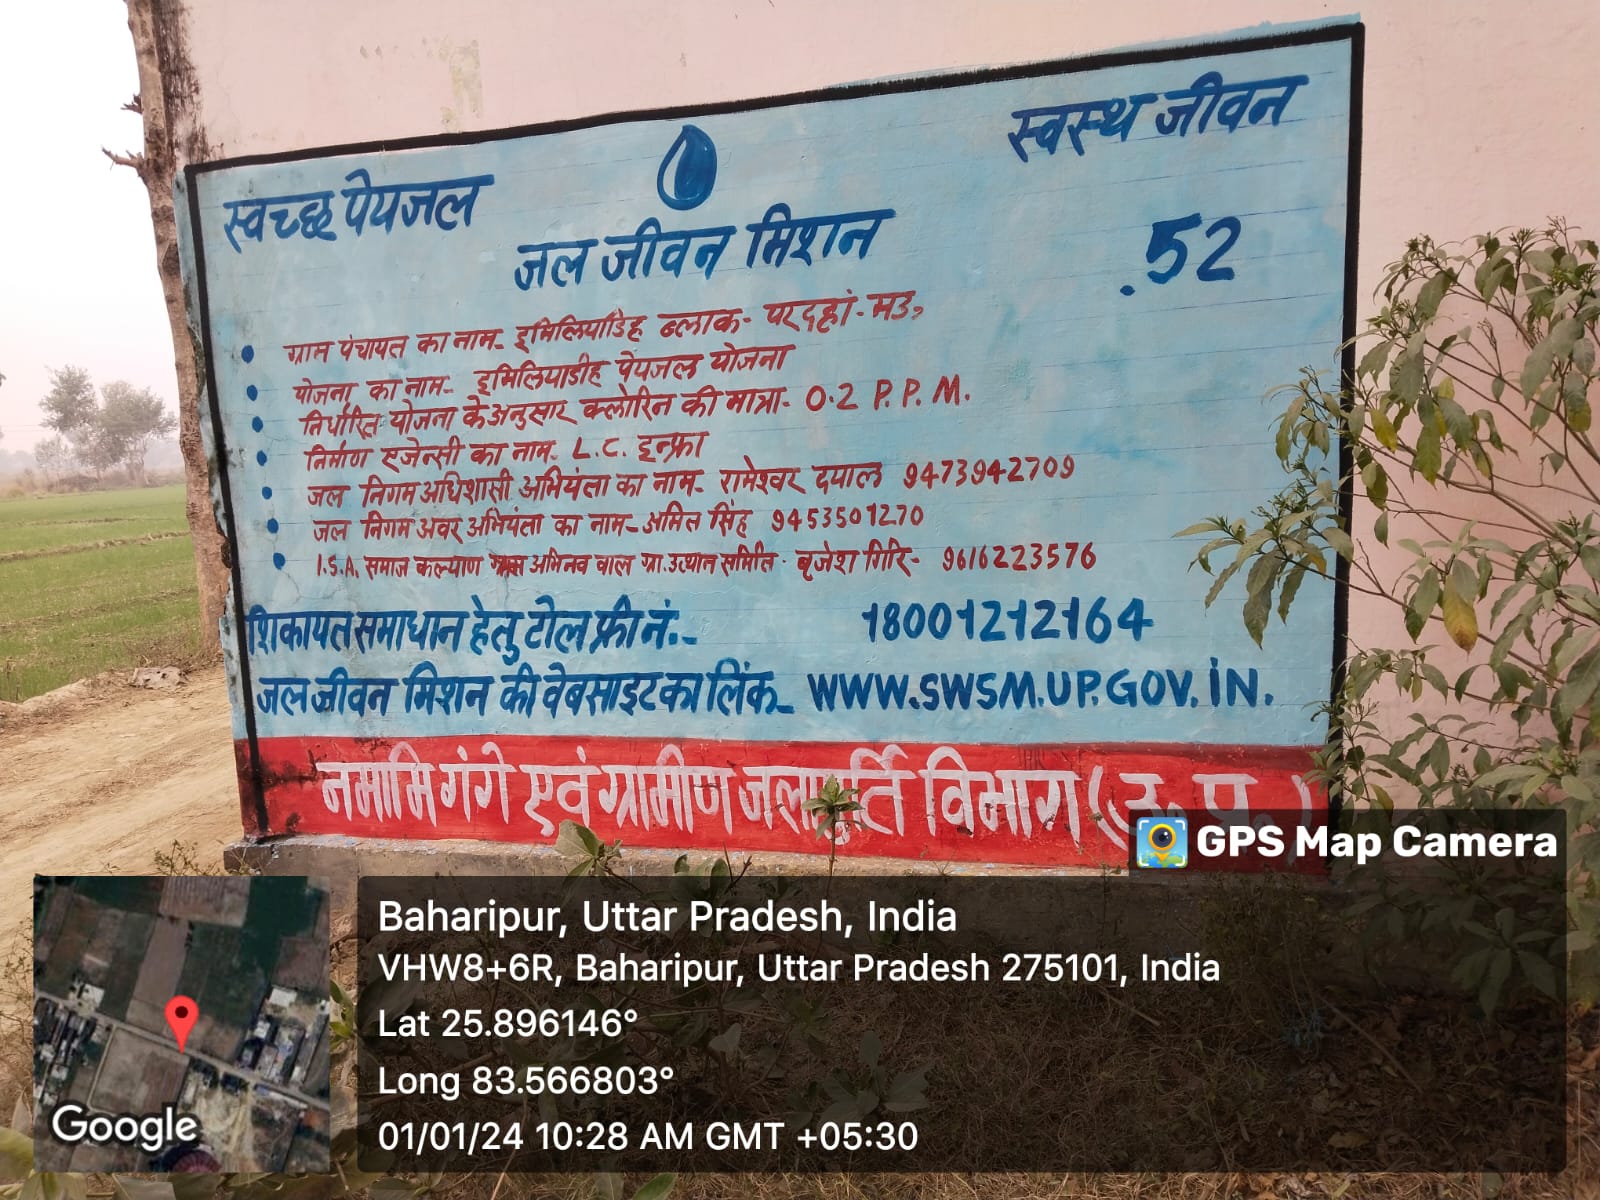 स्वच्छ पेयजल
स्वस्थ जीवन
जल जीवन मिशन
.52
ग्राम पंचायत का नाम- इमिलियाडिह ब्लाक- परदहां- मउ,
योजना का नाम- इमिलियाडीह पेयजल योजना
निर्धारित योजना के अनुसार क्लोरिन की मात्रा- 0.2 P.P.M.
निर्माण एजेन्सी का नाम- L.C. इन्फ्रा
जल निगम अधिशासी अभियंता का नाम- रामेश्वर दयाल 9473942709
जल निगम अवर अभियंता का नाम- अमित सिंह 9453501270
I.S.A. समाज कल्याण अभिनव वाल ग्रा. उत्थान समिति- बृजेश गिरि- 9616223576
शिकायत समाधान हेतु टोल फ्री नं.- 18001212164
जल जीवन मिशन की वेबसाइट का लिंक- WWW.SWSM.UP.GOV.IN.
नमामि गंगे एवं ग्रामीण जलापूर्ति विभाग (उ. प्र.)
GPS Map Camera
Baharipur, Uttar Pradesh, India
VHW8+6R, Baharipur, Uttar Pradesh 275101, India
Lat 25.896146°
Long 83.566803°
01/01/24 10:28 AM GMT +05:30
Google